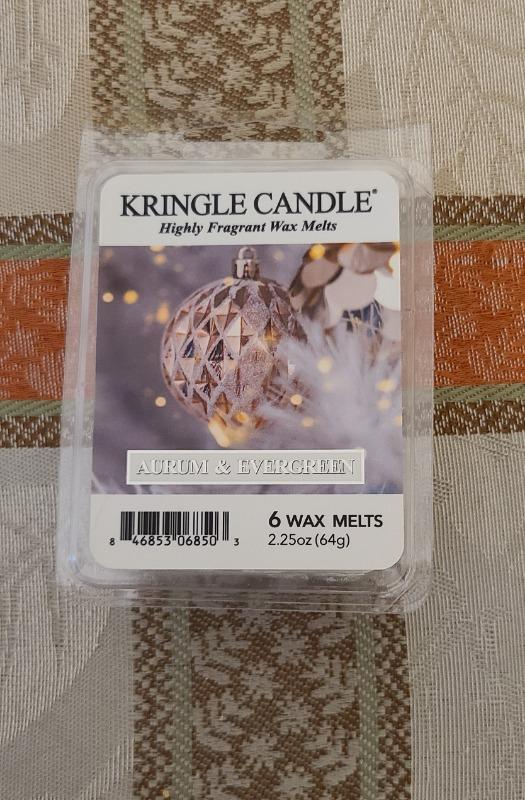 KRINGLE CANDLE®
Highly Fragrant Wax Melts
AURUM & EVERGREEN
6 WAX MELTS
2.25oz (64g)
8 46853 06850 3